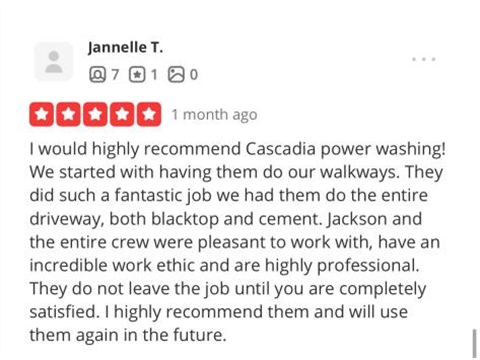 Jannelle T.
7 1 0
1 month ago
I would highly recommend Cascadia power washing!
We started with having them do our walkways. They
did such a fantastic job we had them do the entire
driveway, both blacktop and cement. Jackson and
the entire crew were pleasant to work with, have an
incredible work ethic and are highly professional.
They do not leave the job until you are completely
satisfied. I highly recommend them and will use
them again in the future.